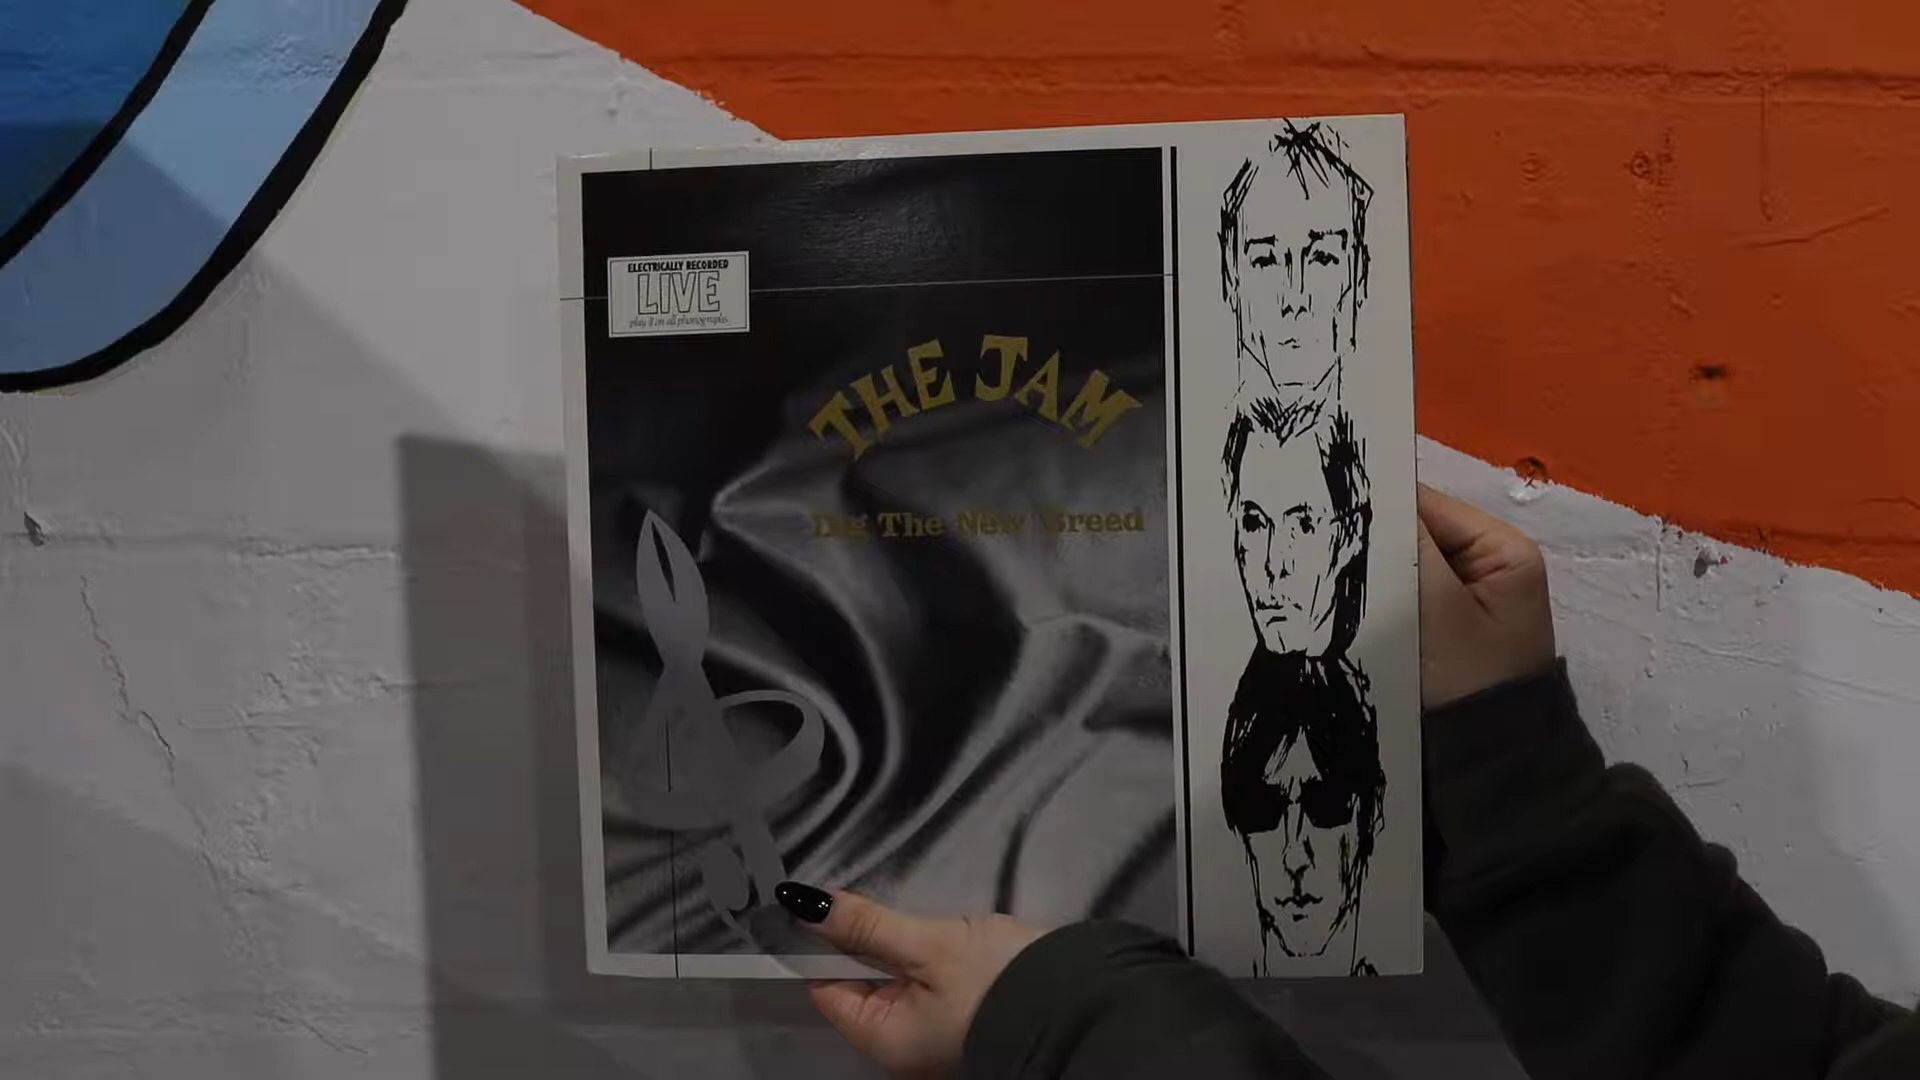 ELECTRICALLY RECORDED
LIVE
play it on all phonographs
THE JAM
Dig The New Breed